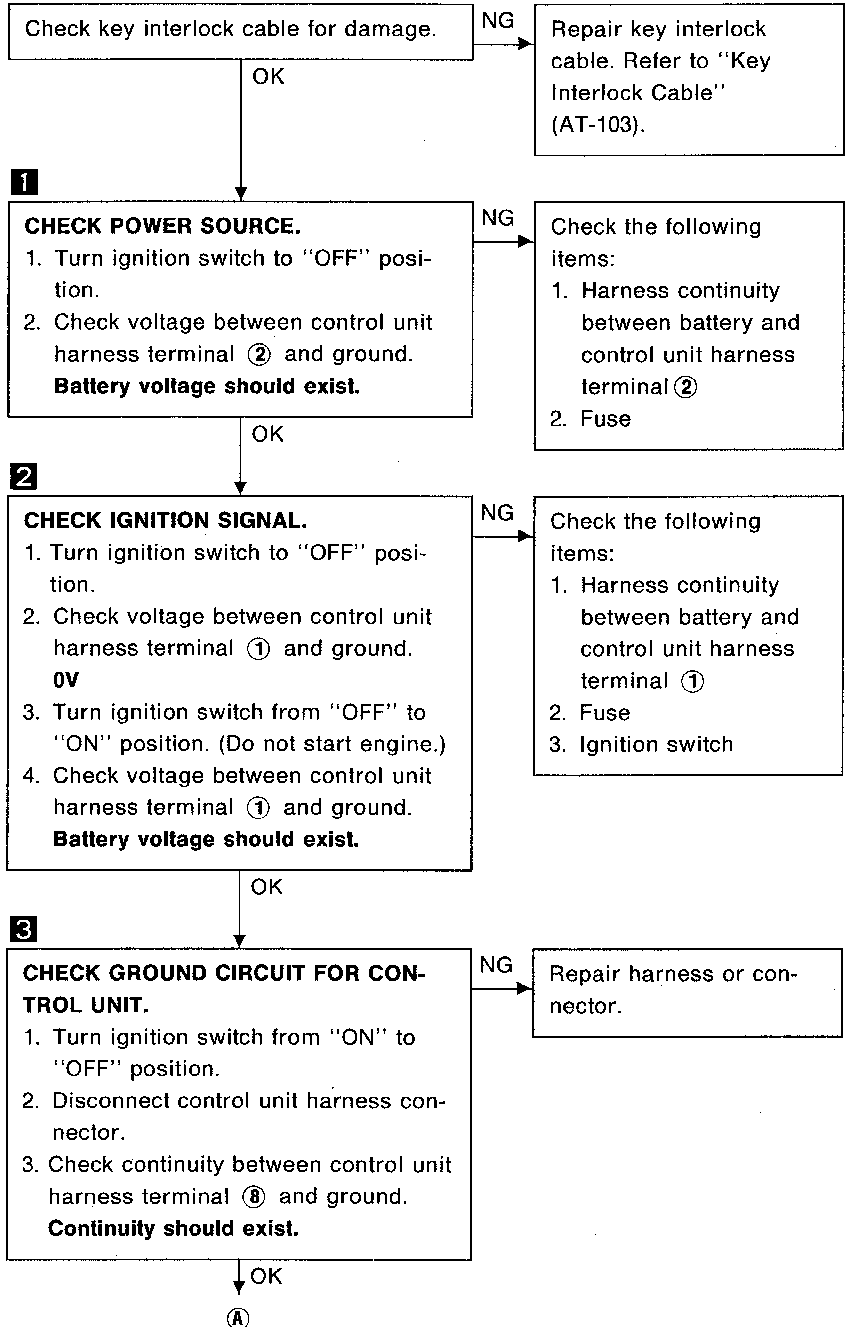 Check key interlock cable for damage.
NG
Repair key interlock
cable. Refer to "Key
Interlock Cable"
(AT-103).
OK
1
CHECK POWER SOURCE.
1. Turn ignition switch to "OFF" posi-
tion.
2. Check voltage between control unit
harness terminal ② and ground.
Battery voltage should exist.
NG
Check the following
items:
1. Harness continuity
between battery and
control unit harness
terminal ②
2. Fuse
OK
2
CHECK IGNITION SIGNAL.
1. Turn ignition switch to "OFF" posi-
tion.
2. Check voltage between control unit
harness terminal ① and ground.
0V
3. Turn ignition switch from "OFF" to
"ON" position. (Do not start engine.)
4. Check voltage between control unit
harness terminal ① and ground.
Battery voltage should exist.
NG
Check the following
items:
1. Harness continuity
between battery and
control unit harness
terminal ①
2. Fuse
3. Ignition switch
OK
3
CHECK GROUND CIRCUIT FOR CON-
TROL UNIT.
1. Turn ignition switch from "ON" to
"OFF" position.
2. Disconnect control unit harness con-
nector.
3. Check continuity between control unit
harness terminal ⑧ and ground.
Continuity should exist.
NG
Repair harness or con-
nector.
OK
Ⓐ